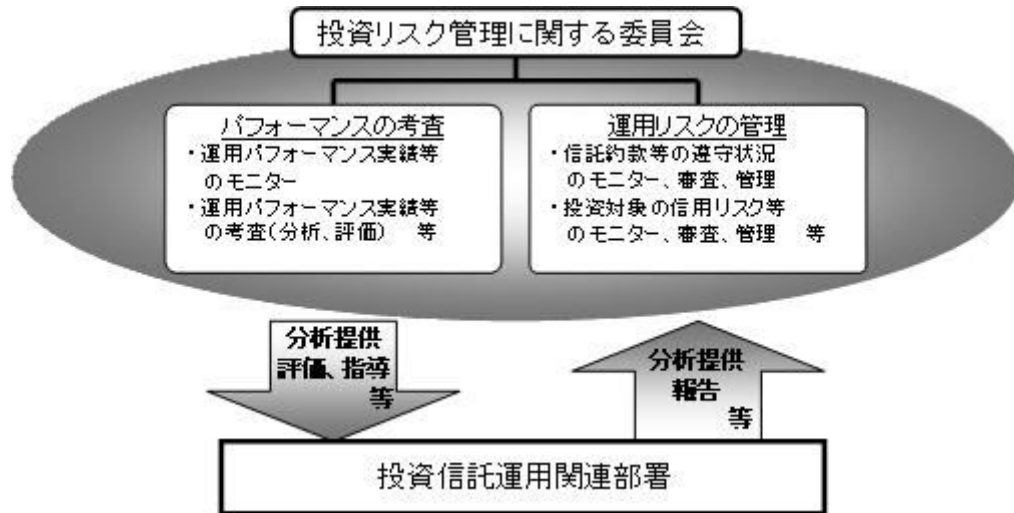 投資リスク管理に関する委員会
パフォーマンスの考査
・運用パフォーマンス実績等
のモニター
・運用パフォーマンス実績等
の考査(分析、評価) 等
運用リスクの管理
・信託約款等の遵守状況
のモニター、審査、管理
・投資対象の信用リスク等
のモニター、審査、管理 等
分析提供
評価、指導
等
分析提供
報告
等
投資信託運用関連部署